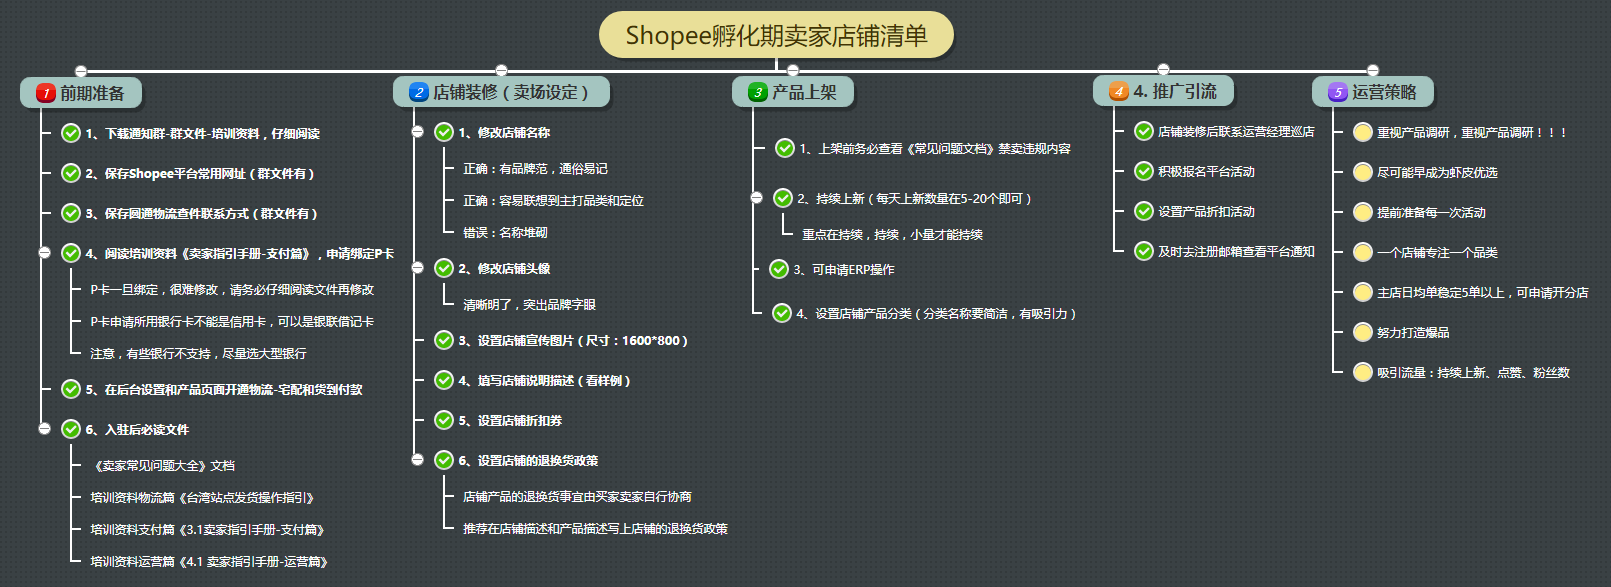 Shopee孵化期卖家店铺清单
1 前期准备
1、下载通知群-群文件-培训资料，仔细阅读
2、保存Shopee平台常用网址（群文件有）
3、保存圆通物流查件联系方式（群文件有）
4、阅读培训资料《卖家指引手册-支付篇》，申请绑定P卡
P卡一旦绑定，很难修改，请务必仔细阅读文件再修改
P卡申请所用银行卡不能是信用卡，可以是银联借记卡
注意，有些银行不支持，尽量选大型银行
5、在后台设置和产品页面开通物流-宅配和货到付款
6、入驻后必读文件
《卖家常见问题大全》文档
培训资料物流篇《台湾站点发货操作指引》
培训资料支付篇《3.1卖家指引手册-支付篇》
培训资料运营篇《4.1 卖家指引手册-运营篇》
2 店铺装修（卖场设定）
1、修改店铺名称
正确：有品牌范，通俗易记
正确：容易联想到主打品类和定位
错误：名称堆砌
2、修改店铺头像
清晰明了，突出品牌字眼
3、设置店铺宣传图片（尺寸：1600*800）
4、填写店铺说明描述（看样例）
5、设置店铺折扣券
6、设置店铺的退换货政策
店铺产品的退换货事宜由买家卖家自行协商
推荐在店铺描述和产品描述写上店铺的退换货政策
3 产品上架
1、上架前务必查看《常见问题文档》禁卖违规内容
2、持续上新（每天上新数量在5-20个即可）
重点在持续，持续，小量才能持续
3、可申请ERP操作
4、设置店铺产品分类（分类名称要简洁，有吸引力）
4 4. 推广引流
店铺装修后联系运营经理巡店
积极报名平台活动
设置产品折扣活动
及时去注册邮箱查看平台通知
5 运营策略
重视产品调研，重视产品调研！！！
尽可能早成为虾皮优选
提前准备每一次活动
一个店铺专注一个品类
主店日均单稳定5单以上，可申请开分店
努力打造爆品
吸引流量：持续上新、点赞、粉丝数